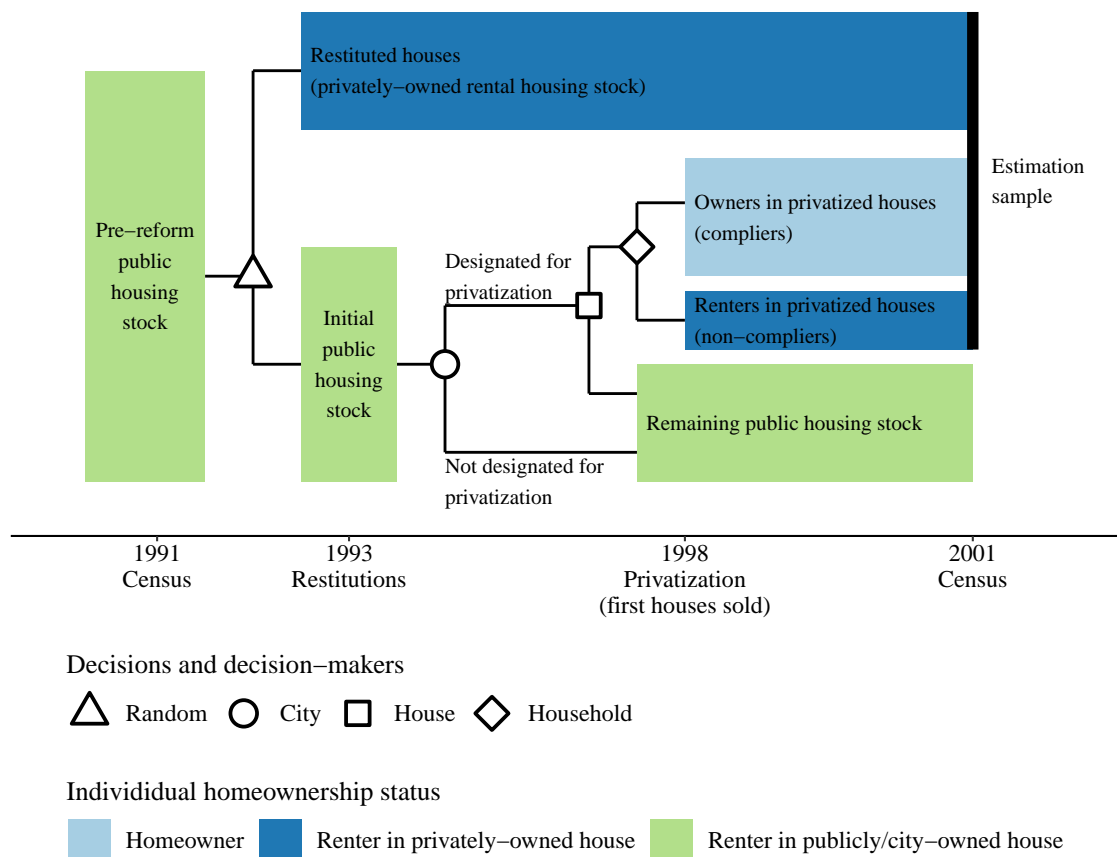 Restituted houses
(privately−owned rental housing stock)
Estimation
sample
Pre−reform
public
housing
stock
Initial
public
housing
stock
Designated for
privatization
Not designated for
privatization
Owners in privatized houses
(compliers)
Renters in privatized houses
(non−compliers)
Remaining public housing stock
1991
Census
1993
Restitutions
1998
Privatization
(first houses sold)
2001
Census
Decisions and decision−makers
Random City House Household
Individidual homeownership status
Homeowner Renter in privately−owned house Renter in publicly/city−owned house